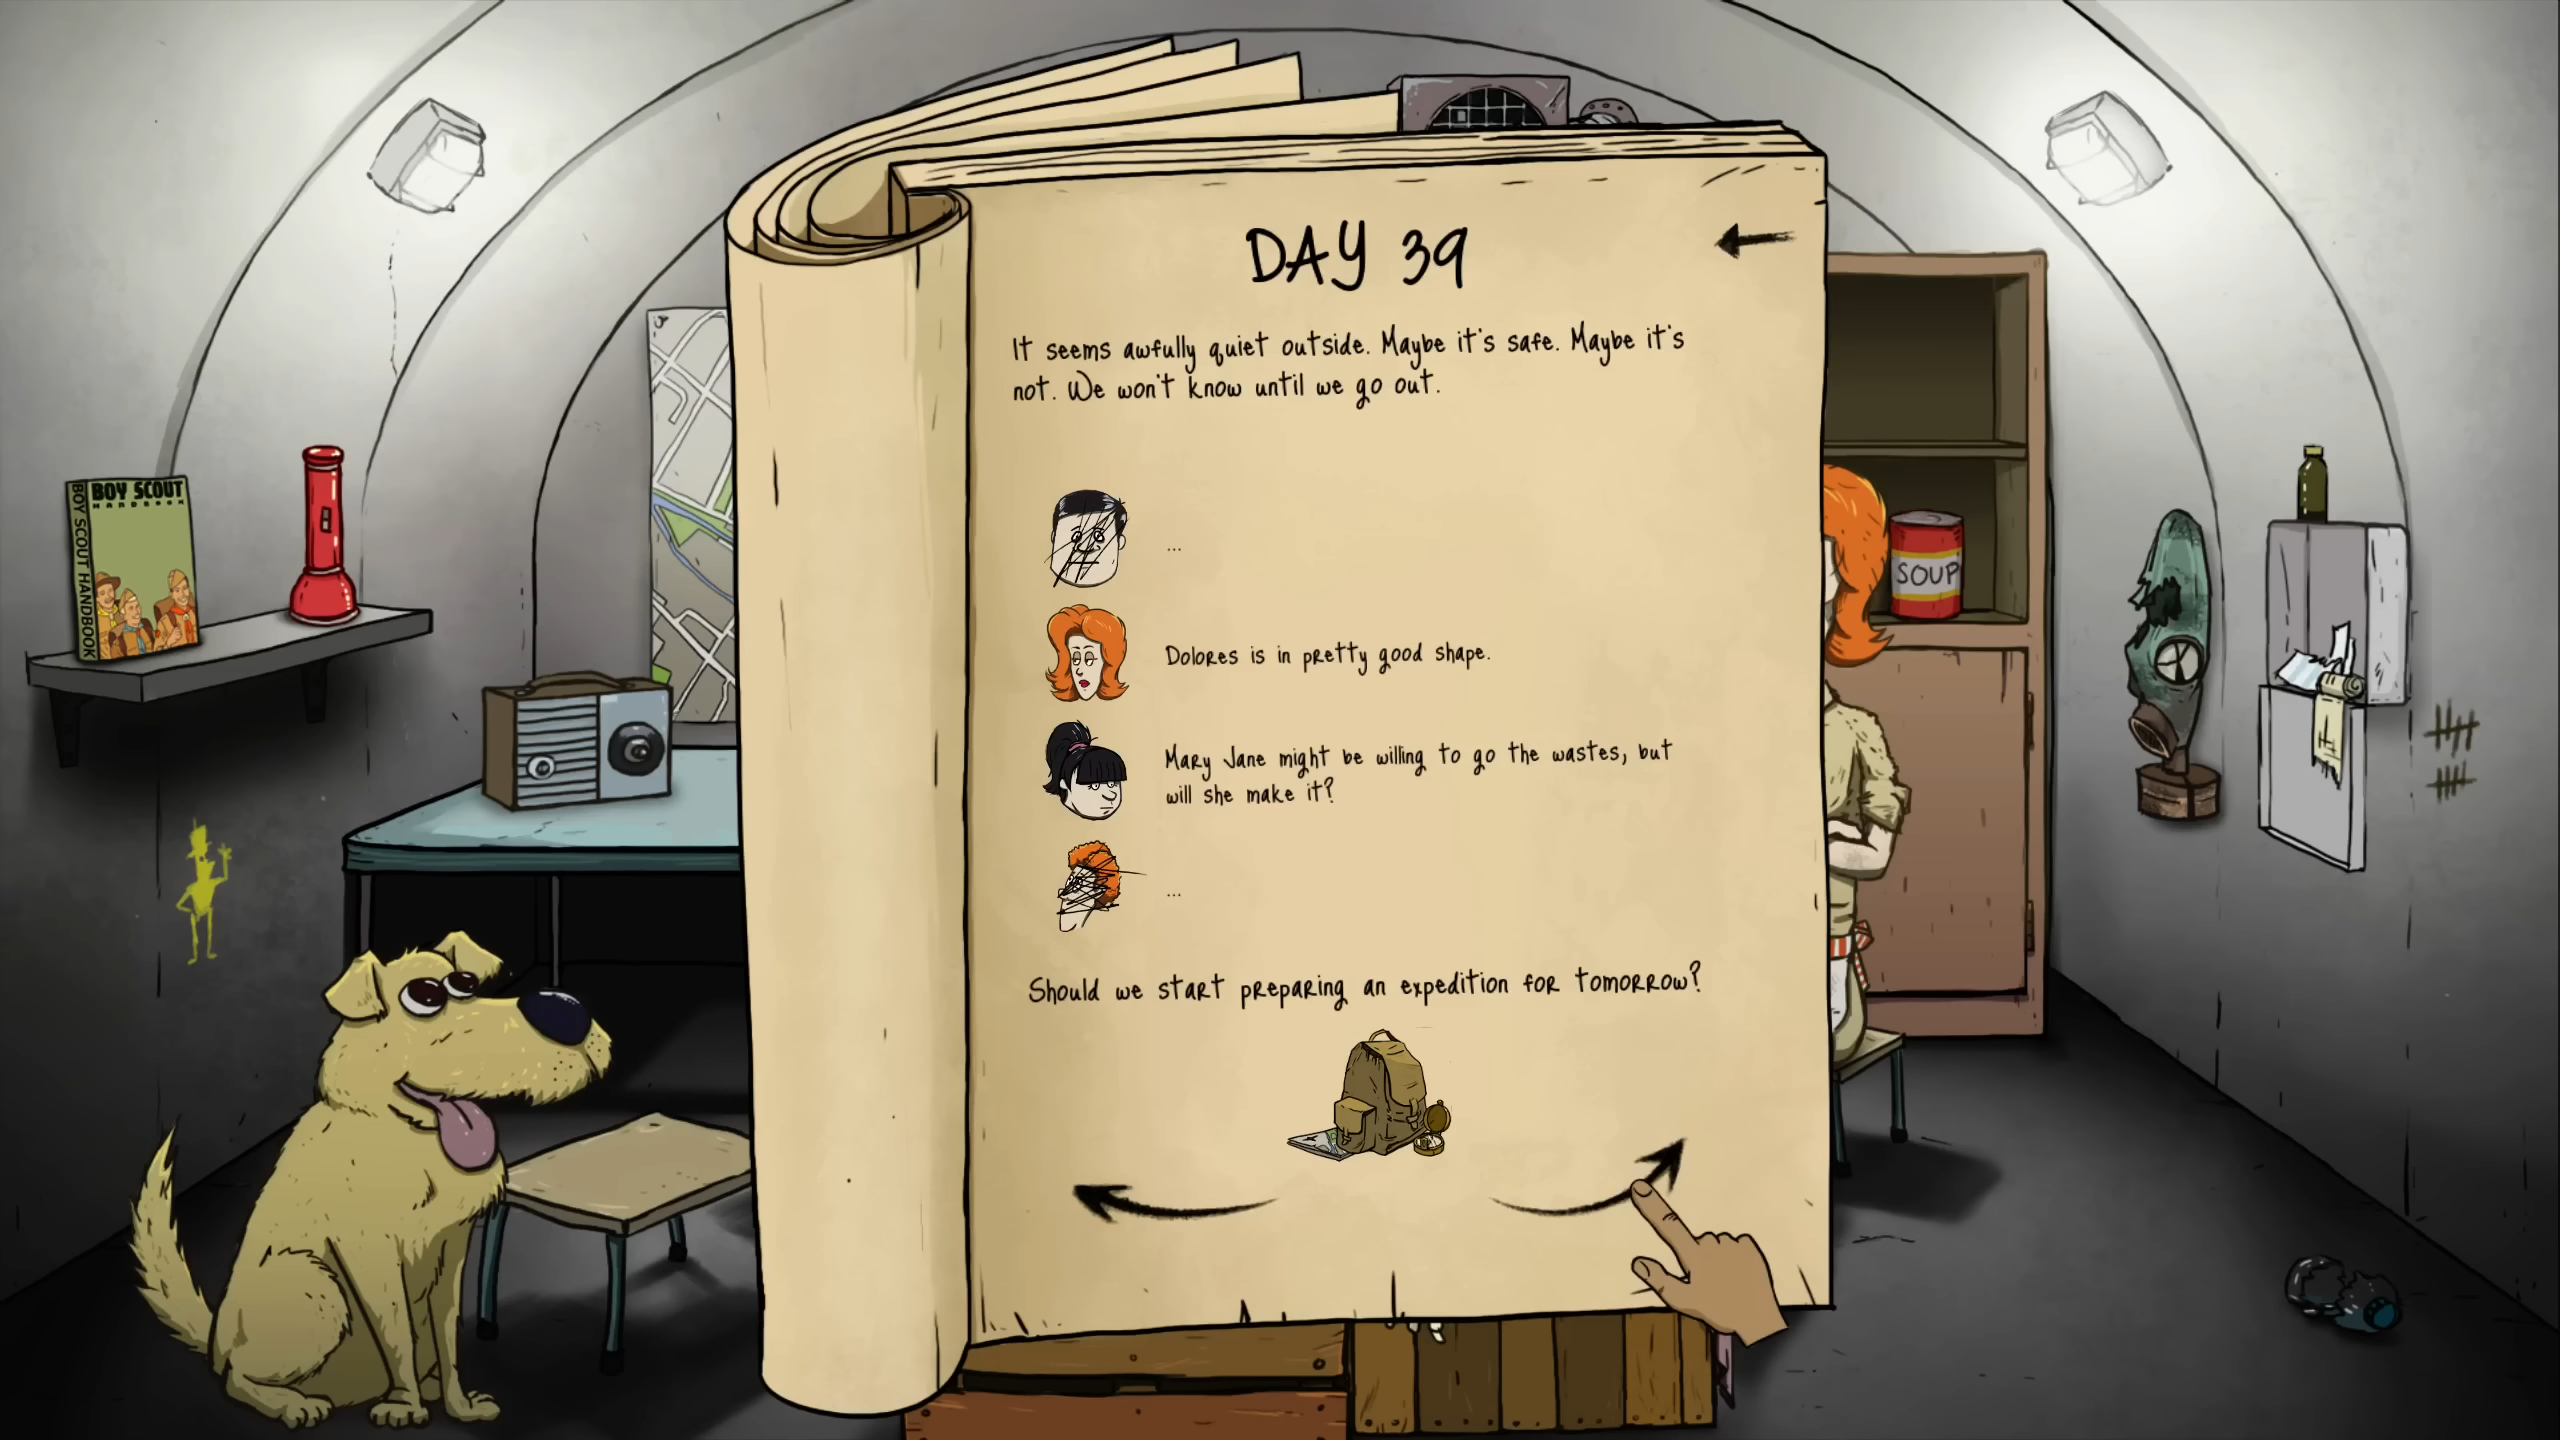 BOY SCOUT
HANDBOOK
BOY SCOUT HANDBOOK
DAY 39
It seems awfully quiet outside. Maybe it's safe. Maybe it's
not. We won't know until we go out.
...
Dolores is in pretty good shape.
Mary Jane might be willing to go the wastes, but
will she make it?
...
Should we start preparing an expedition for tomorrow?
SOUP